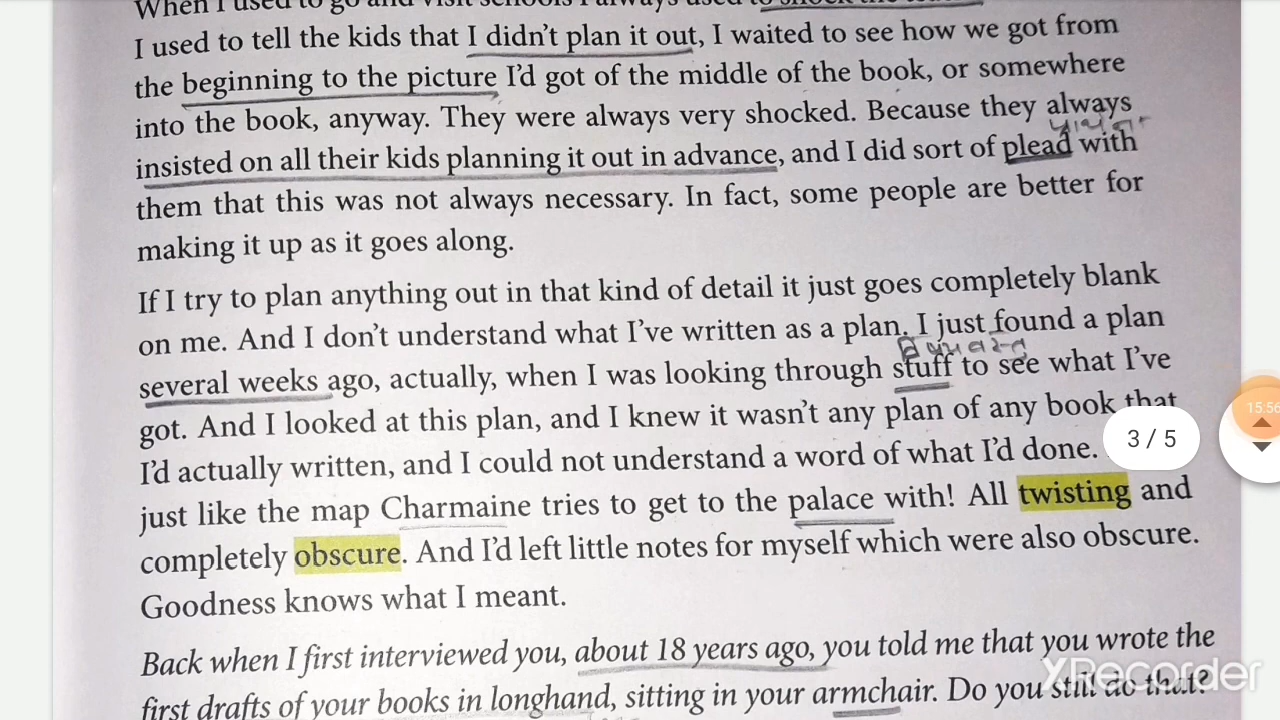 When I used to go and visit schools I always used to shock the
I used to tell the kids that I didn't plan it out, I waited to see how we got from
the beginning to the picture I'd got of the middle of the book, or somewhere
into the book, anyway. They were always very shocked. Because they always
insisted on all their kids planning it out in advance, and I did sort of plead with
them that this was not always necessary. In fact, some people are better for
making it up as it goes along.
If I try to plan anything out in that kind of detail it just goes completely blank
on me. And I don't understand what I've written as a plan. I just found a plan
several weeks ago, actually, when I was looking through stuff to see what I've
got. And I looked at this plan, and I knew it wasn't any plan of any book that
I'd actually written, and I could not understand a word of what I'd done.
just like the map Charmaine tries to get to the palace with! All twisting and
completely obscure. And I'd left little notes for myself which were also obscure.
Goodness knows what I meant.
Back when I first interviewed you, about 18 years ago, you told me that you wrote the
first drafts of your books in longhand, sitting in your armchair. Do you still do that?
15:56
3 / 5
XRecorder